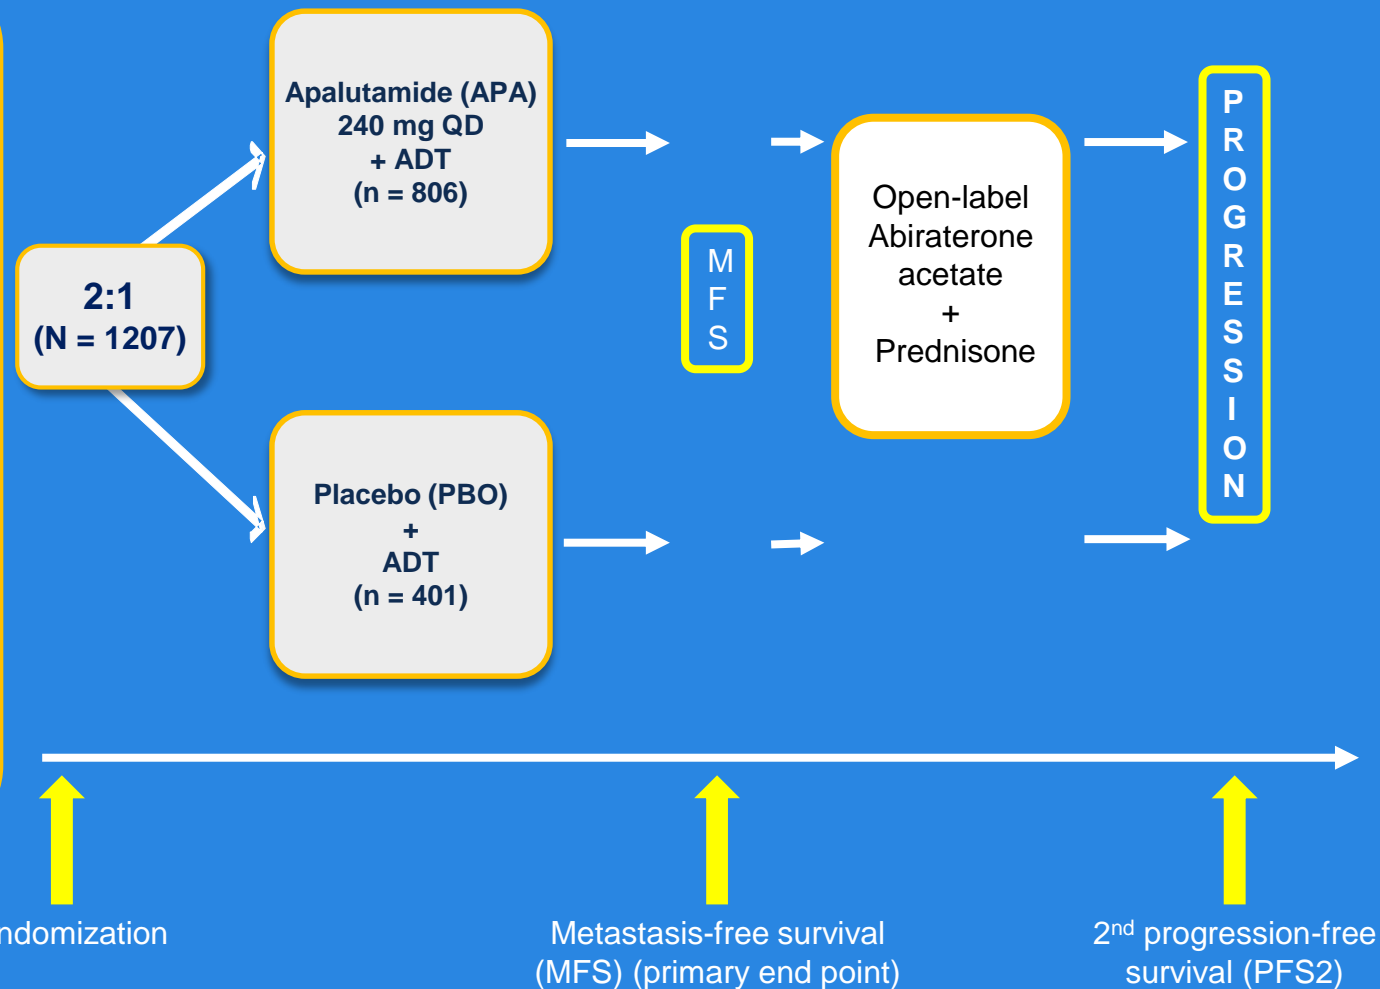 Apalutamide (APA)
240 mg QD
+ ADT
(n = 806)
2:1
(N = 1207)
Placebo (PBO)
+
ADT
(n = 401)
M
F
S
Open-label
Abiraterone
acetate
+
Prednisone
P
R
O
G
R
E
S
S
I
O
N
ndomization
Metastasis-free survival
(MFS) (primary end point)
2nd progression-free
survival (PFS2)